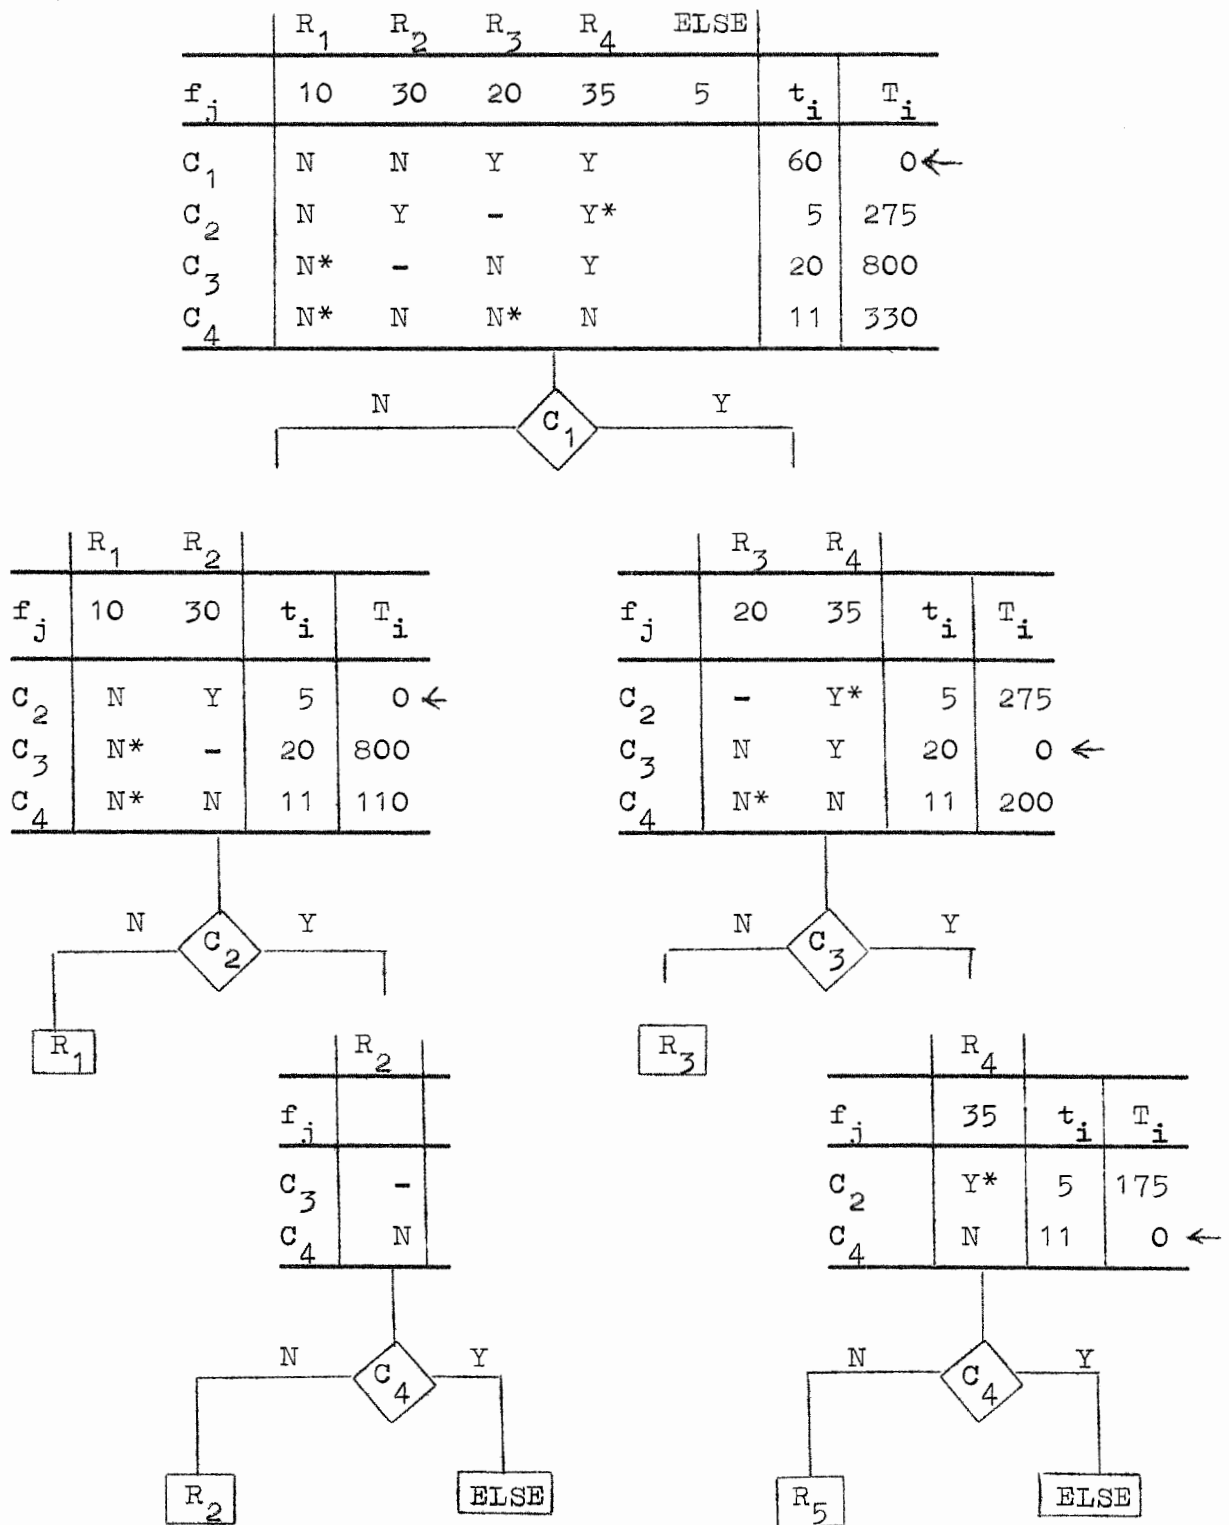 R1 R2 R3 R4 ELSE
fj 10 30 20 35 5 ti Ti
C1 N N Y Y 60 0 ←
C2 N Y - Y* 5 275
C3 N* - N Y 20 800
C4 N* N N* N 11 330
N C1 Y
R1 R2
fj 10 30 ti Ti
C2 N Y 5 0 ←
C3 N* - 20 800
C4 N* N 11 110
R3 R4
fj 20 35 ti Ti
C2 - Y* 5 275
C3 N Y 20 0 ←
C4 N* N 11 200
N C2 Y
N C3 Y
R1
R2
fj
C3 -
C4 N
R3
R4
fj 35 ti Ti
C2 Y* 5 175
C4 N 11 0 ←
N C4 Y
N C4 Y
R2 ELSE
R5 ELSE